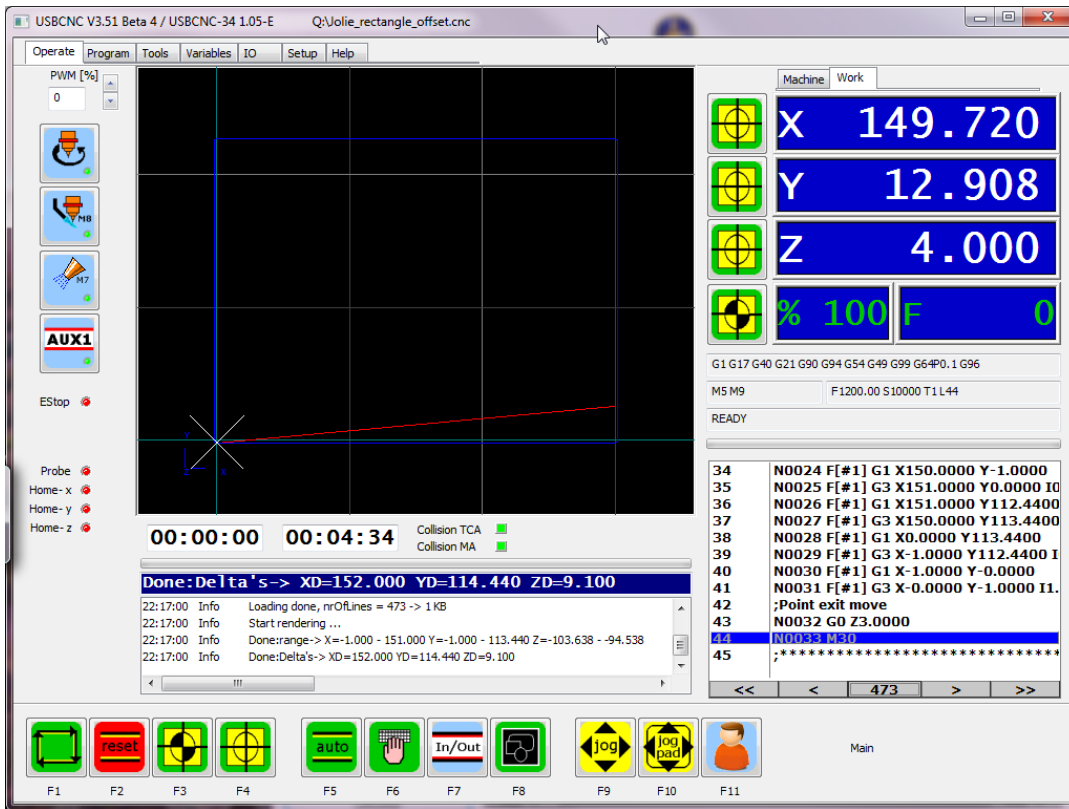 USBCNC V3.51 Beta 4 / USBCNC-34 1.05-E Q:\Jolie_rectangle_offset.cnc
Operate Program Tools Variables IO Setup Help
PWM [%]
0
M8
M7
AUX1
EStop
Probe
Home- x
Home- y
Home- z
Y
Z X
00:00:00 00:04:34 Collision TCA
Collision MA
Done:Delta's-> XD=152.000 YD=114.440 ZD=9.100
22:17:00 Info Loading done, nrOfLines = 473 -> 1 KB
22:17:00 Info Start rendering ...
22:17:00 Info Done:range-> X=-1.000 - 151.000 Y=-1.000 - 113.440 Z=-103.638 - -94.538
22:17:00 Info Done:Delta's-> XD=152.000 YD=114.440 ZD=9.100
Machine Work
X 149.720
Y 12.908
Z 4.000
% 100 F 0
G1 G17 G40 G21 G90 G94 G54 G49 G99 G64P0.1 G96
M5 M9 F1200.00 S10000 T1 L44
READY
34 N0024 F[#1] G1 X150.0000 Y-1.0000
35 N0025 F[#1] G3 X151.0000 Y0.0000 I0
36 N0026 F[#1] G1 X151.0000 Y112.4400
37 N0027 F[#1] G3 X150.0000 Y113.4400
38 N0028 F[#1] G1 X0.0000 Y113.4400
39 N0029 F[#1] G3 X-1.0000 Y112.4400 I
40 N0030 F[#1] G1 X-1.0000 Y-0.0000
41 N0031 F[#1] G3 X-0.0000 Y-1.0000 I1.
42 ;Point exit move
43 N0032 G0 Z3.0000
44 N0033 M30
45 ;******************************
<< < 473 > >>
reset auto In/Out jog jog pad
Main
F1 F2 F3 F4 F5 F6 F7 F8 F9 F10 F11